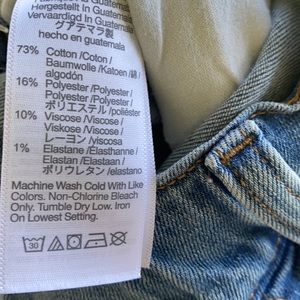 Hergestellt In Guatemala
Vervaardigd In Guatemala
グアテマラ製
hecho en guatemala
73% Cotton /Coton/
Baumwolle /Katoen /綿/
algodón
16% Polyester /Polyester/
Polyester /Polyester/
ポリエステル /poliéster
10% Viscose /Viscose/
Viskose /Viscose/
レーヨン /viscosa
1% Elastane /Elasthanne/
Elastan /Elastaan/
ポリウレタン /elastano
Machine Wash Cold With Like
Colors. Non-Chlorine Bleach
Only. Tumble Dry Low. Iron
On Lowest Setting.
30